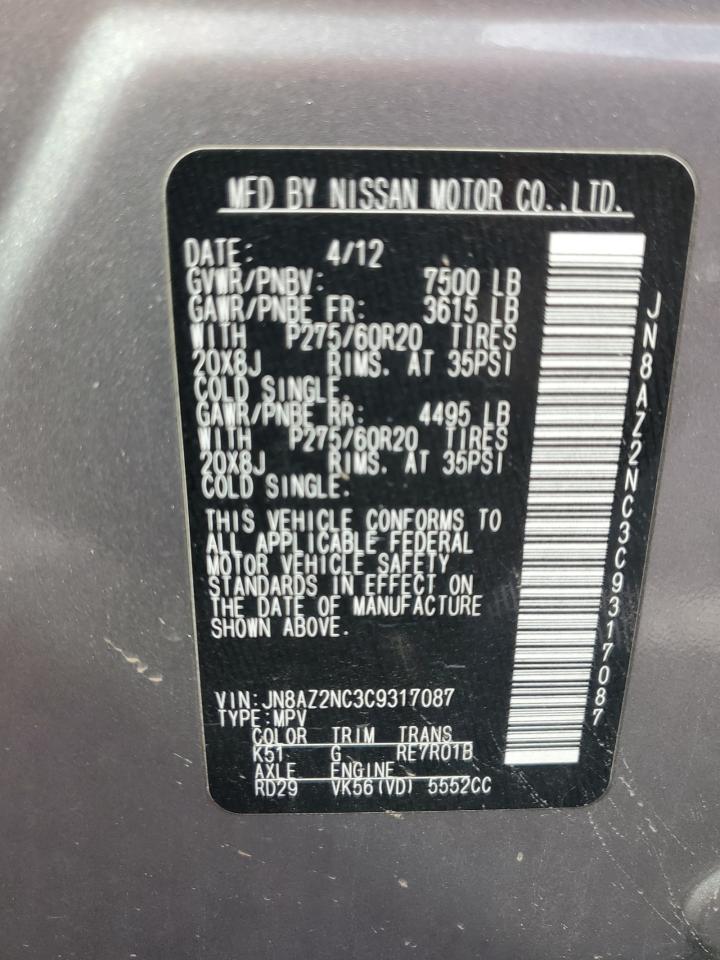 MFD BY NISSAN MOTOR CO.,LTD.
DATE: 4/12
GVWR/PNBV: 7500 LB
GAWR/PNBE FR: 3615 LB
WITH P275/60R20 TIRES
20X8J RIMS. AT 35PSI
COLD SINGLE.
GAWR/PNBE RR: 4495 LB
WITH P275/60R20 TIRES
20X8J RIMS. AT 35PSI
COLD SINGLE.
THIS VEHICLE CONFORMS TO
ALL APPLICABLE FEDERAL
MOTOR VEHICLE SAFETY
STANDARDS IN EFFECT ON
THE DATE OF MANUFACTURE
SHOWN ABOVE.
VIN:JN8AZ2NC3C9317087
TYPE:MPV
COLOR TRIM TRANS
K51 G RE7R01B
AXLE ENGINE
RD29 VK56(VD) 5552CC
JN8AZ2NC3C9317087